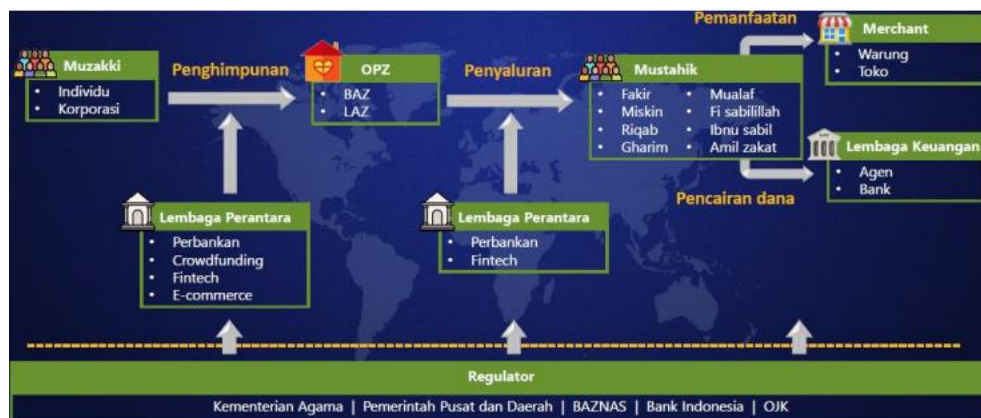 Muzakki
• Individu
• Korporasi
Penghimpunan
OPZ
• BAZ
• LAZ
Penyaluran
Mustahik
• Fakir
• Miskin
• Riqab
• Gharim
• Mualaf
• Fi sabilillah
• Ibnu sabil
• Amil zakat
Pemanfaatan
Merchant
• Warung
• Toko
Lembaga Keuangan
• Agen
• Bank
Pencairan dana
Lembaga Perantara
• Perbankan
• Crowdfunding
• Fintech
• E-commerce
Lembaga Perantara
• Perbankan
• Fintech
Regulator
Kementerian Agama | Pemerintah Pusat dan Daerah | BAZNAS | Bank Indonesia | OJK